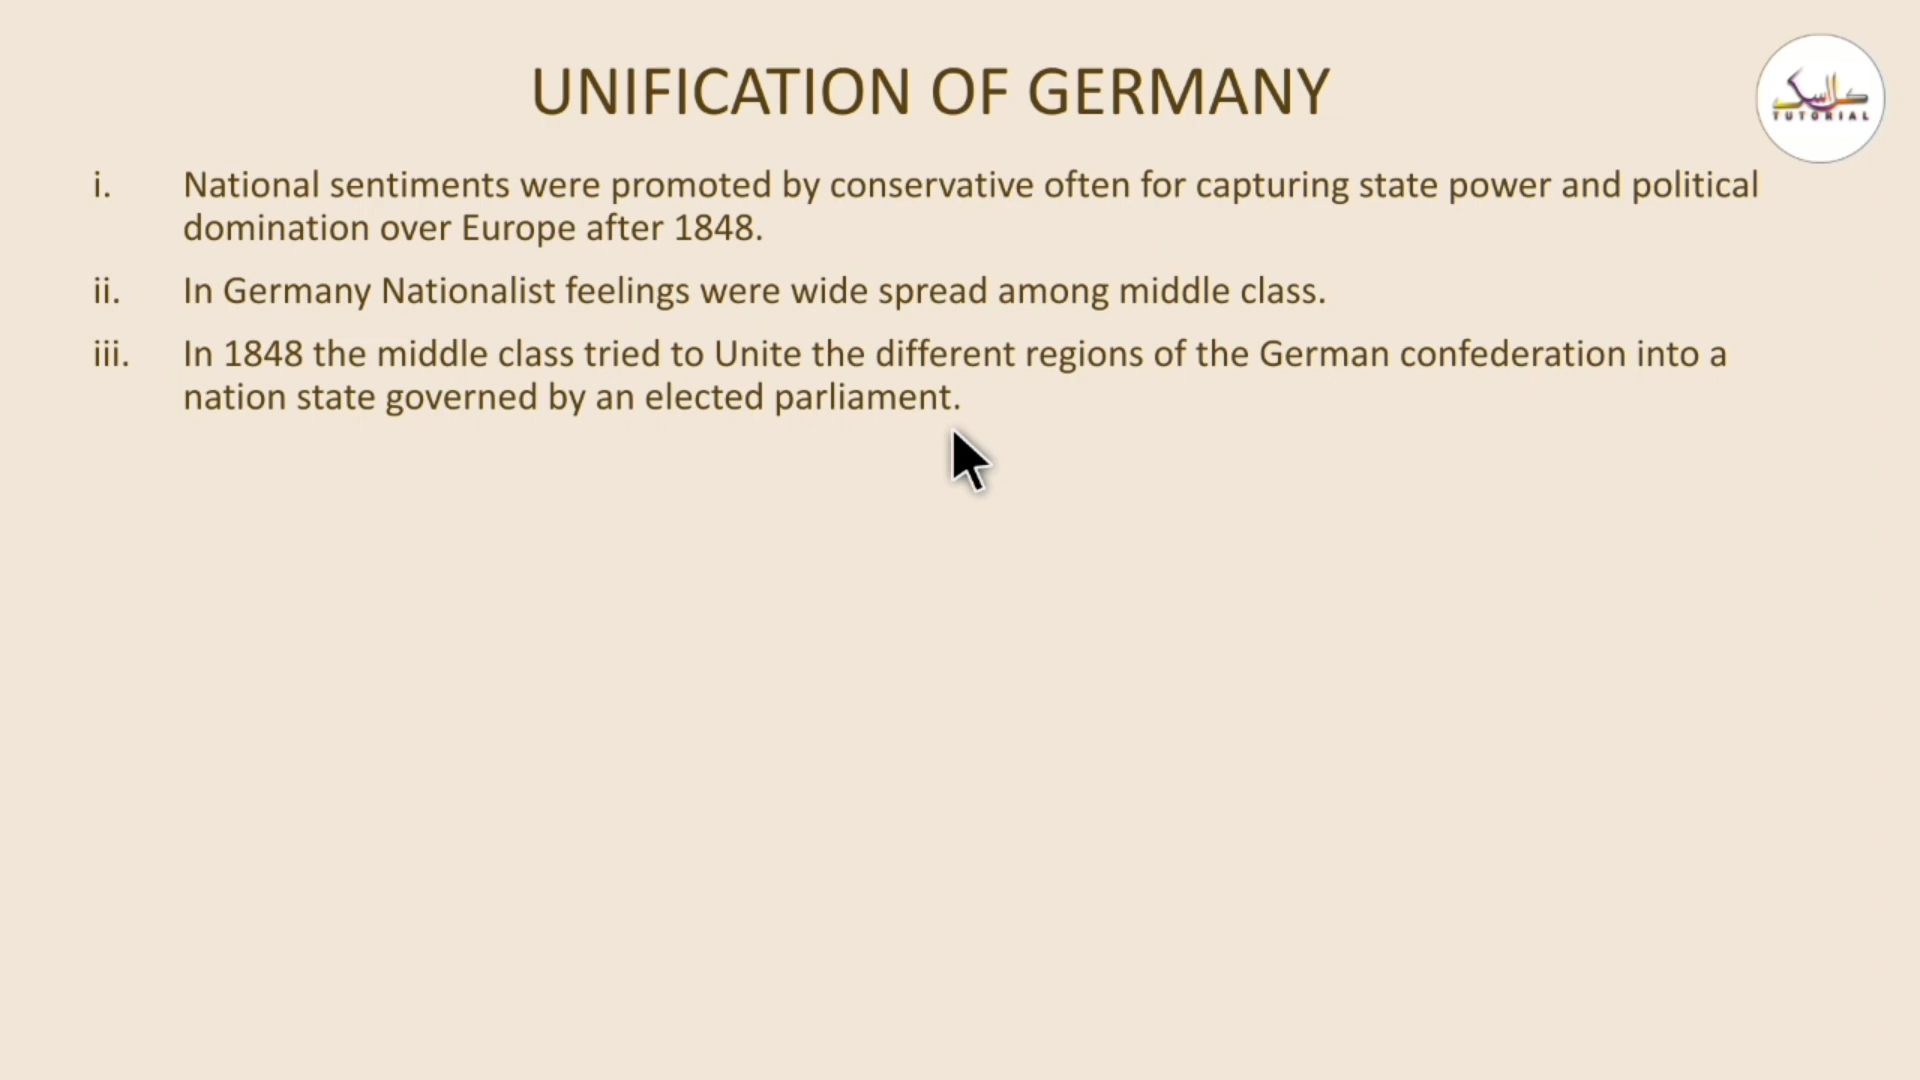 UNIFICATION OF GERMANY
کلاسک
TUTORIAL
i. National sentiments were promoted by conservative often for capturing state power and political
domination over Europe after 1848.
ii. In Germany Nationalist feelings were wide spread among middle class.
iii. In 1848 the middle class tried to Unite the different regions of the German confederation into a
nation state governed by an elected parliament.